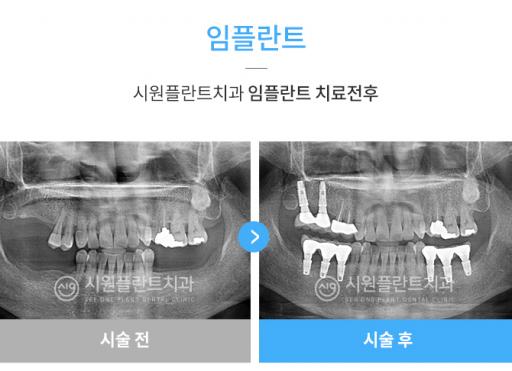 임플란트
시원플란트치과 임플란트 치료전후
시원플란트치과
SEE ONE PLANT DENTAL CLINIC
시원플란트치과
SEE ONE PLANT DENTAL CLINIC
시술 전
시술 후